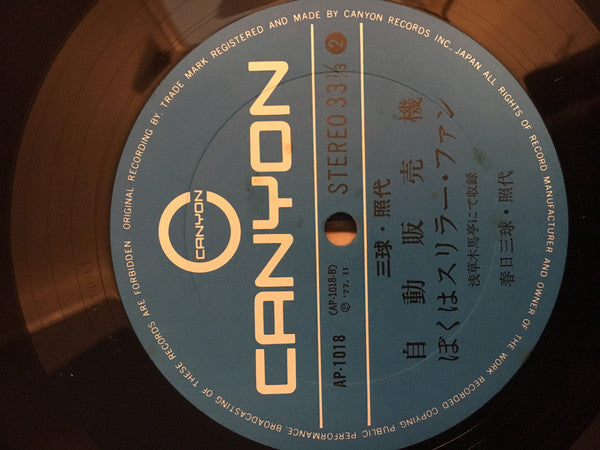 CANYON
CANYON
STEREO 33 1/3 ②
AP-1018
(AP-1018-B)
Ⓟ '77. 11
三球・照代
自動販売機
ぼくはスリラー・ファン
浅草木馬亭にて収録
春日三球・照代
ORIGINAL RECORDING BY. TRADE MARK REGISTERED AND MADE BY CANYON RECORDS INC. JAPAN ALL RIGHTS OF RECORD MANUFACTURER AND OWNER OF THE WORK RECORDED COPYING PUBLIC PERFORMANCE, BROADCASTING OF THESE RECORDS ARE FORBIDDEN